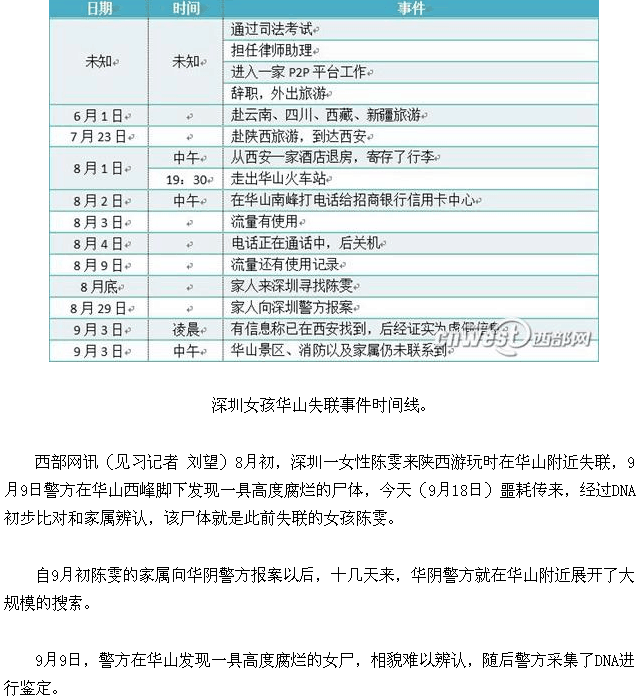 日期 时间 事件
未知 未知 通过司法考试
担任律师助理
进入一家 P2P 平台工作
辞职，外出旅游
6月1日 赴云南、四川、西藏、新疆旅游
7月23日 赴陕西旅游，到达西安
8月1日 中午 从西安一家酒店退房，寄存了行李
19：30 走出华山火车站
8月2日 中午 在华山南峰打电话给招商银行信用卡中心
8月3日 流量有使用
8月4日 电话正在通话中，后关机
8月9日 流量还有使用记录
8月底 家人来深圳寻找陈雯
8月29日 家人向深圳警方报案
9月3日 凌晨 有信息称已在西安找到，后经证实为虚假信息
9月3日 中午 华山景区、消防以及家属仍未联系到
cnwest 西部网
深圳女孩华山失联事件时间线。
西部网讯（见习记者 刘望）8月初，深圳一女性陈雯来陕西游玩时在华山附近失联，9
月9日警方在华山西峰脚下发现一具高度腐烂的尸体，今天（9月18日）噩耗传来，经过DNA
初步比对和家属辨认，该尸体就是此前失联的女孩陈雯。
自9月初陈雯的家属向华阴警方报案以后，十几天来，华阴警方就在华山附近展开了大
规模的搜索。
9月9日，警方在华山发现一具高度腐烂的女尸，相貌难以辨认，随后警方采集了DNA进
行鉴定。